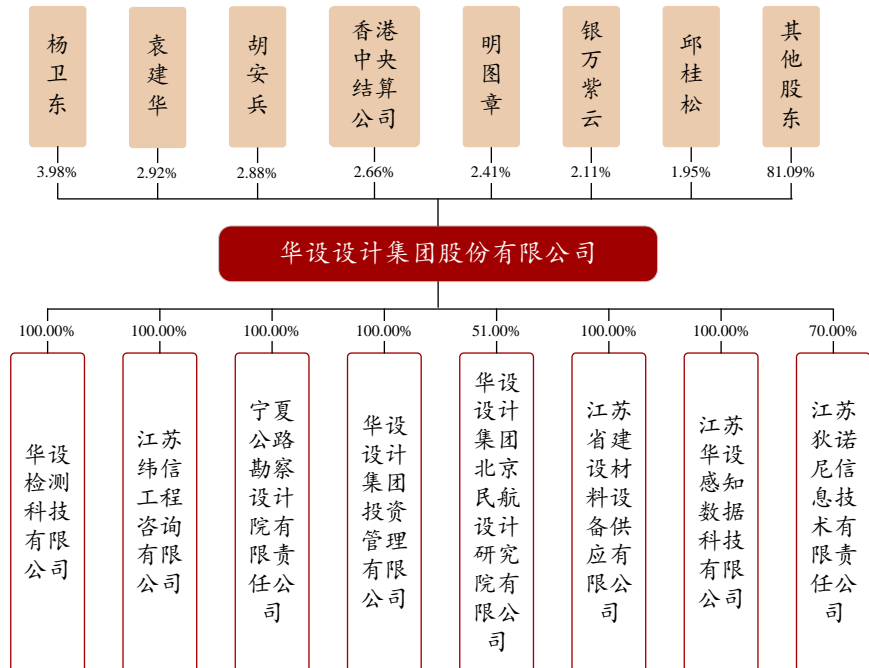 杨卫东
袁建华
胡安兵
香港中央结算公司
明图章
银万紫云
邱桂松
其他股东
3.98%
2.92%
2.88%
2.66%
2.41%
2.11%
1.95%
81.09%
华设设计集团股份有限公司
100.00%
100.00%
100.00%
100.00%
51.00%
100.00%
100.00%
70.00%
华设检测科技有限公司
江苏纬信工程咨询有限公司
宁夏公路勘察设计院有限责任公司
华设设计集团投资管理有限公司
华设设计集团北京民航设计研究院有限公司
江苏省建设材料设备供应有限公司
江苏华设感知数据科技有限公司
江苏狄诺尼信息技术有限责任公司